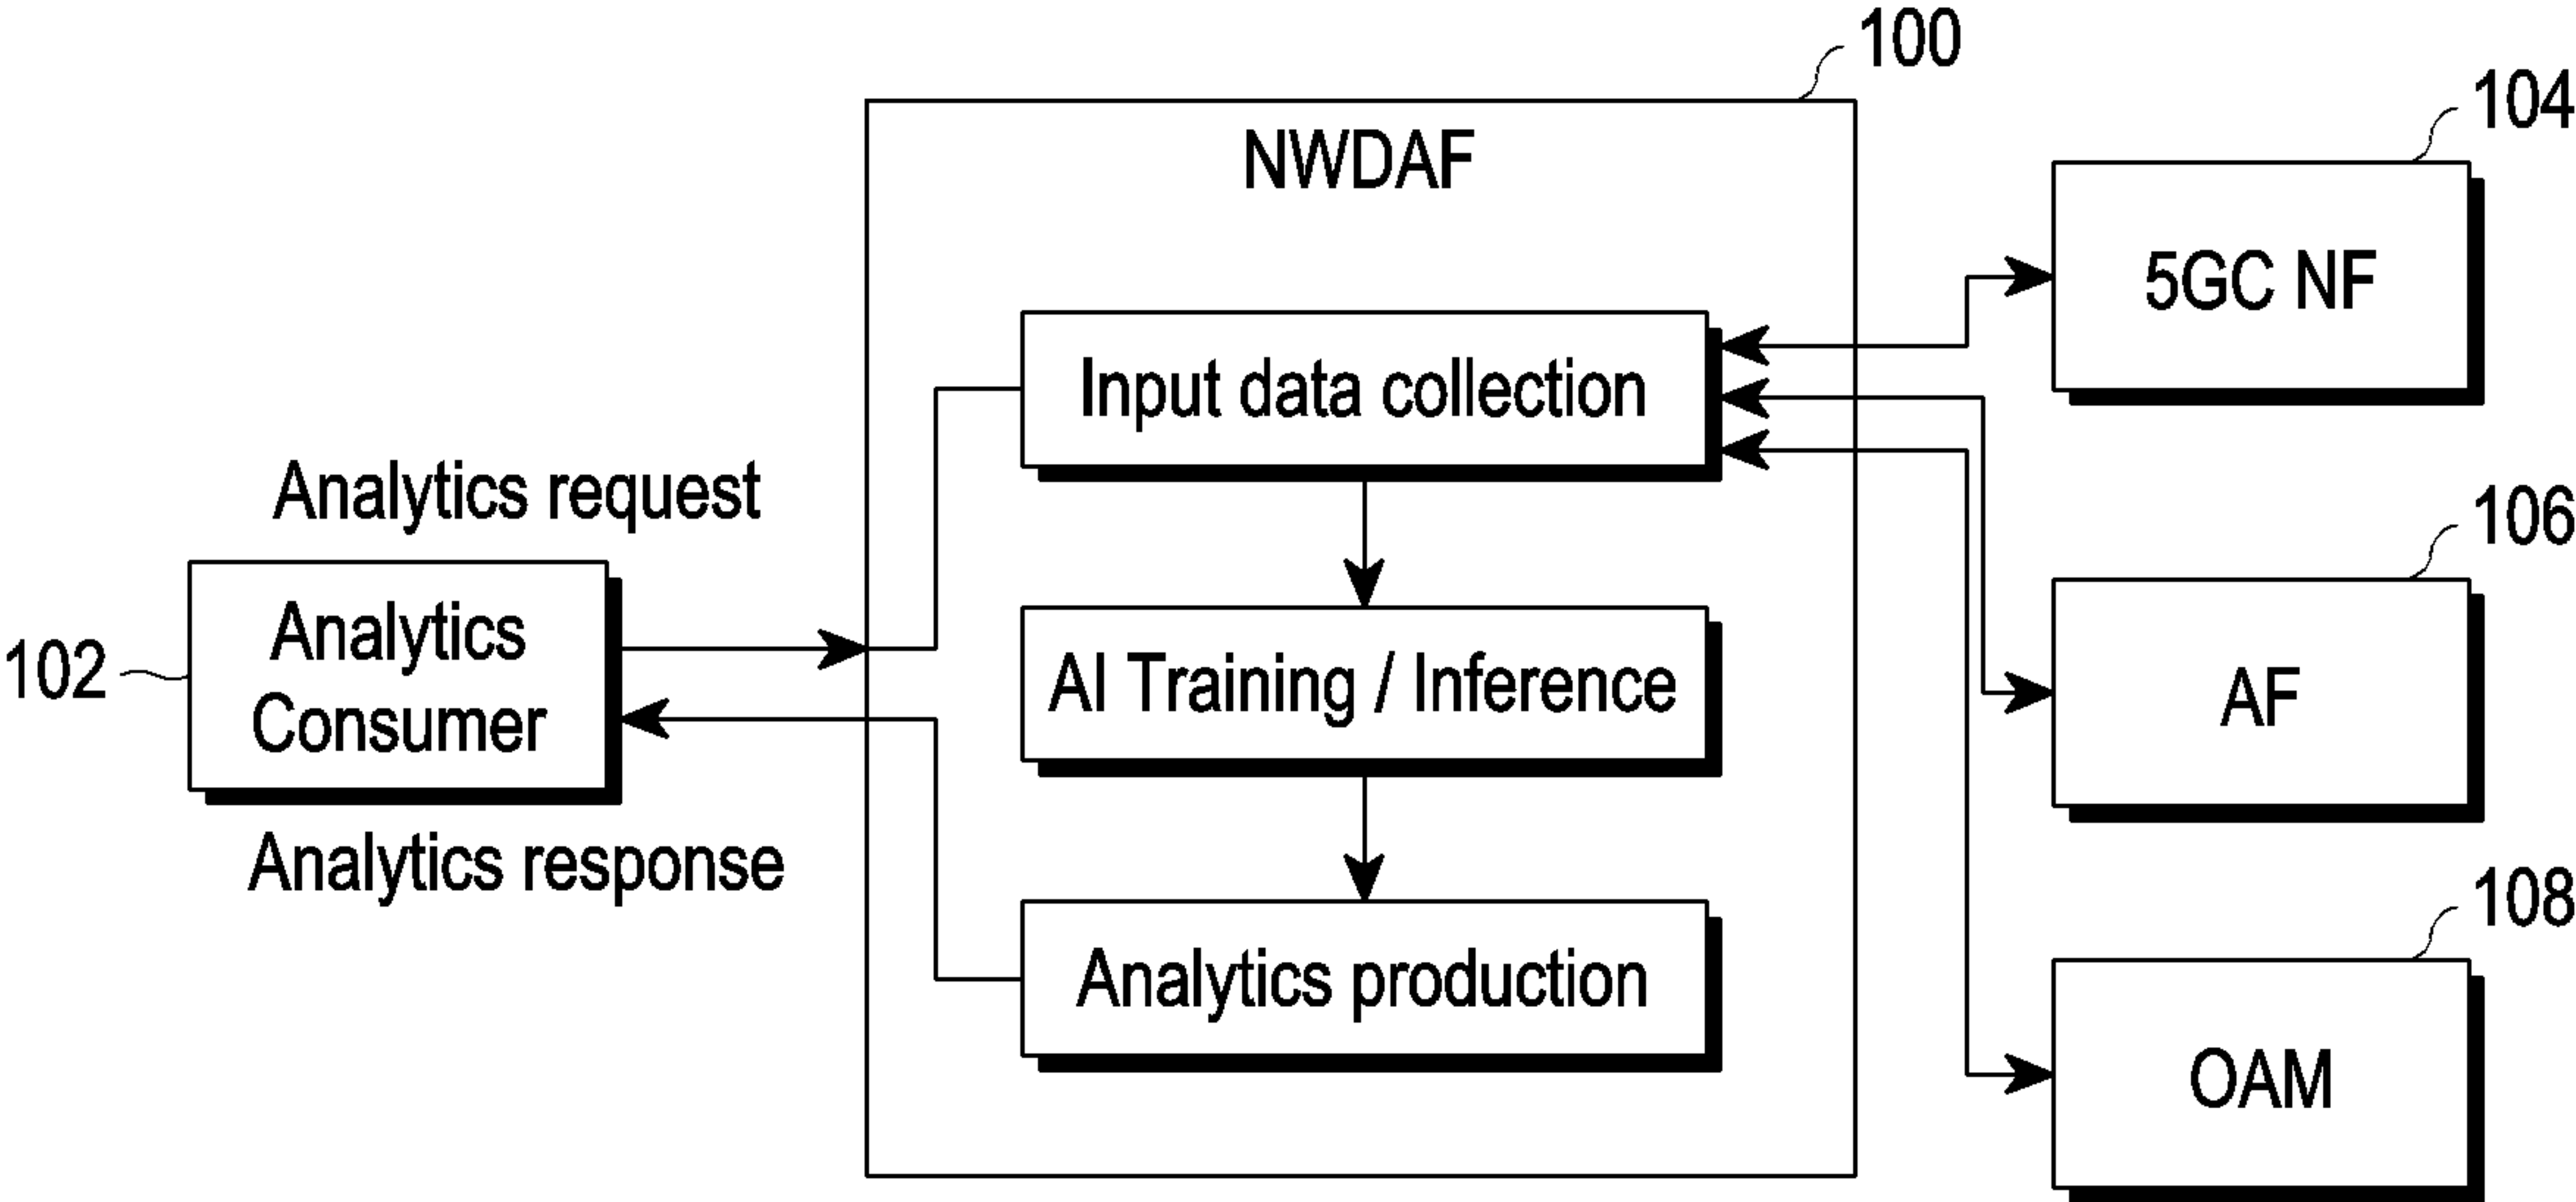 100
104
NWDAF
5GC NF
Input data collection
Analytics request
106
Analytics
Consumer
102
AI Training / Inference
AF
Analytics response
108
Analytics production
OAM